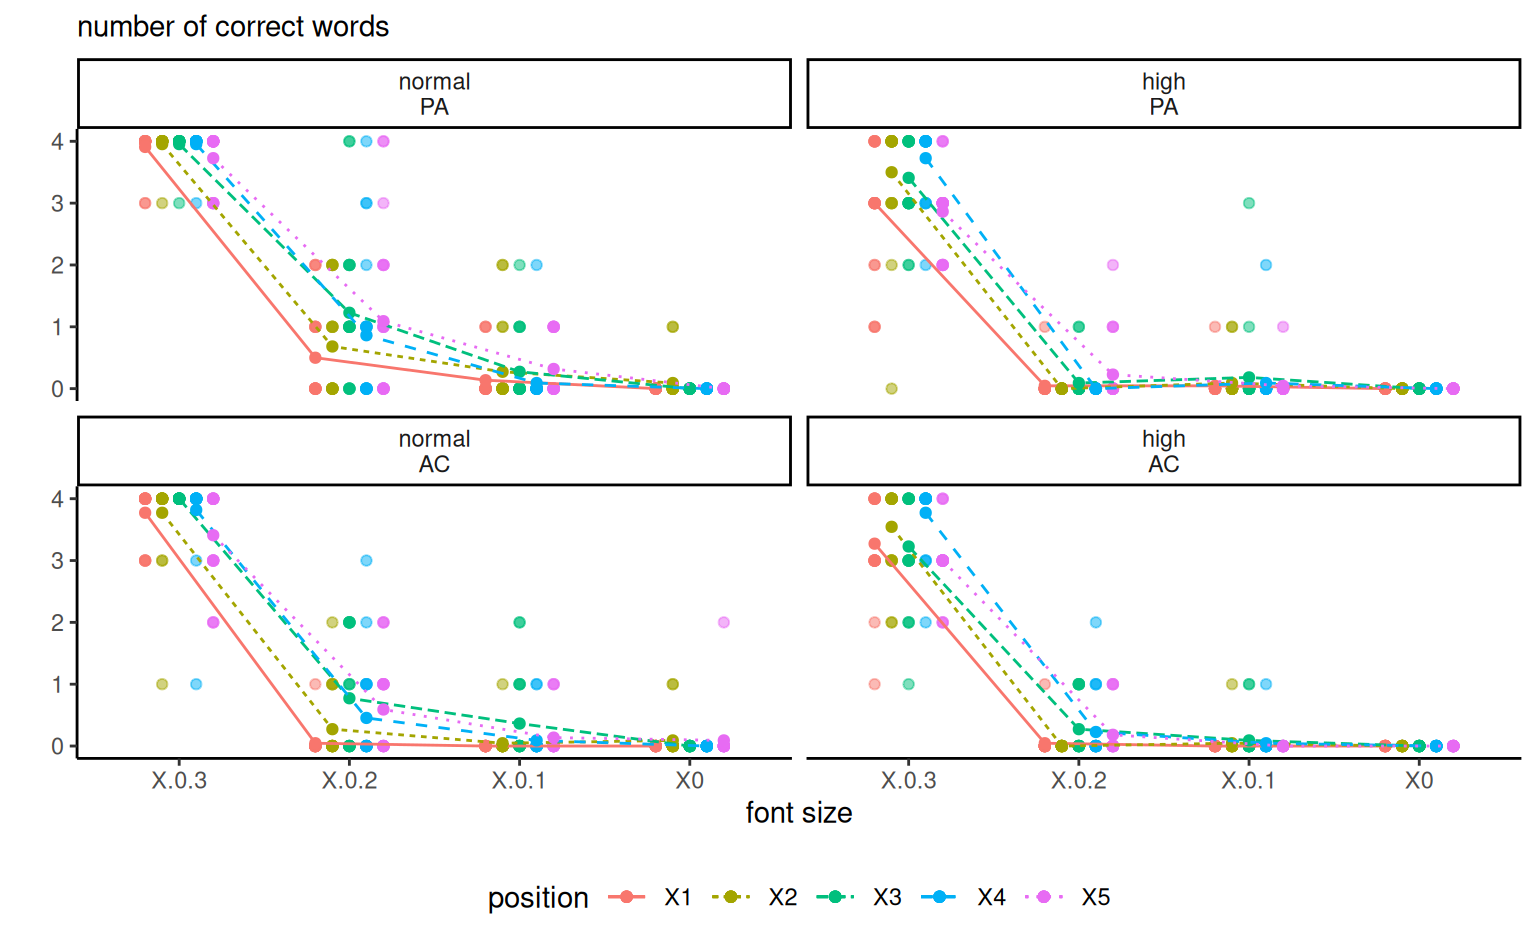 number of correct words
normal
PA
high
PA
4
3
2
1
0
normal
AC
high
AC
4
3
2
1
0
X.0.3 X.0.2 X.0.1 X0 X.0.3 X.0.2 X.0.1 X0
font size
position X1 X2 X3 X4 X5